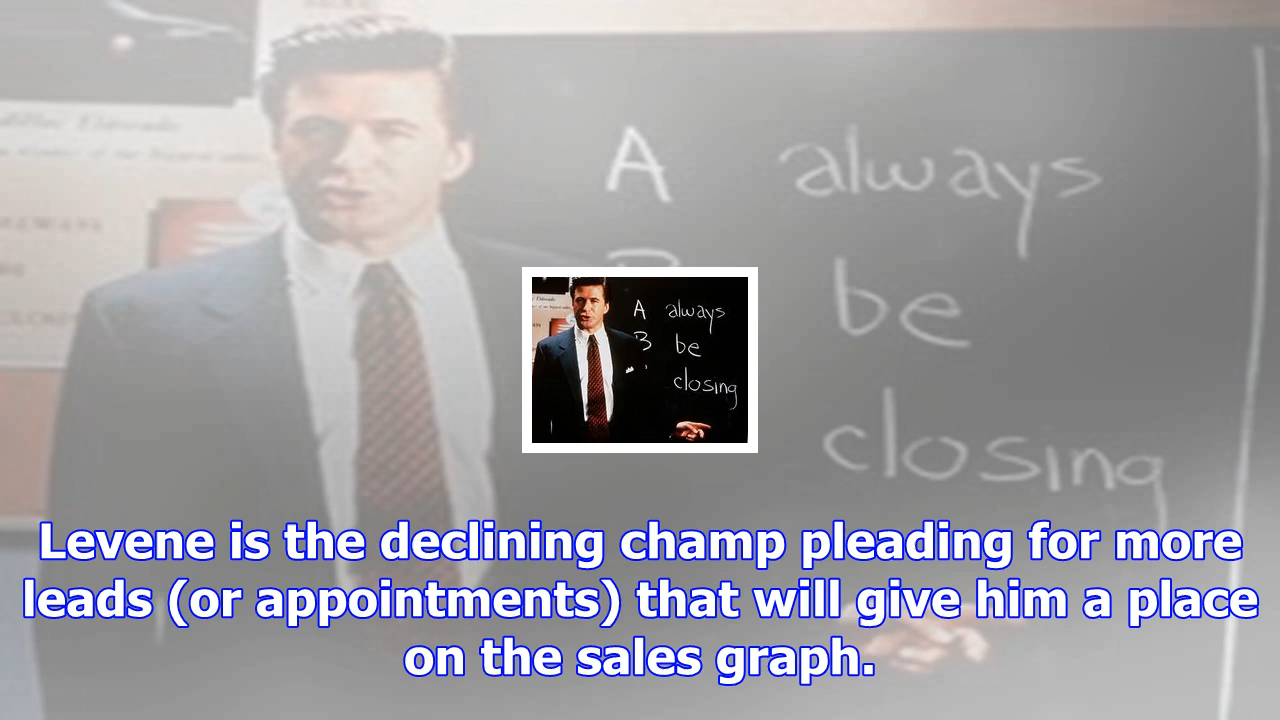 A always
be
closing
A always
B be
closing
Levene is the declining champ pleading for more
leads (or appointments) that will give him a place
on the sales graph.